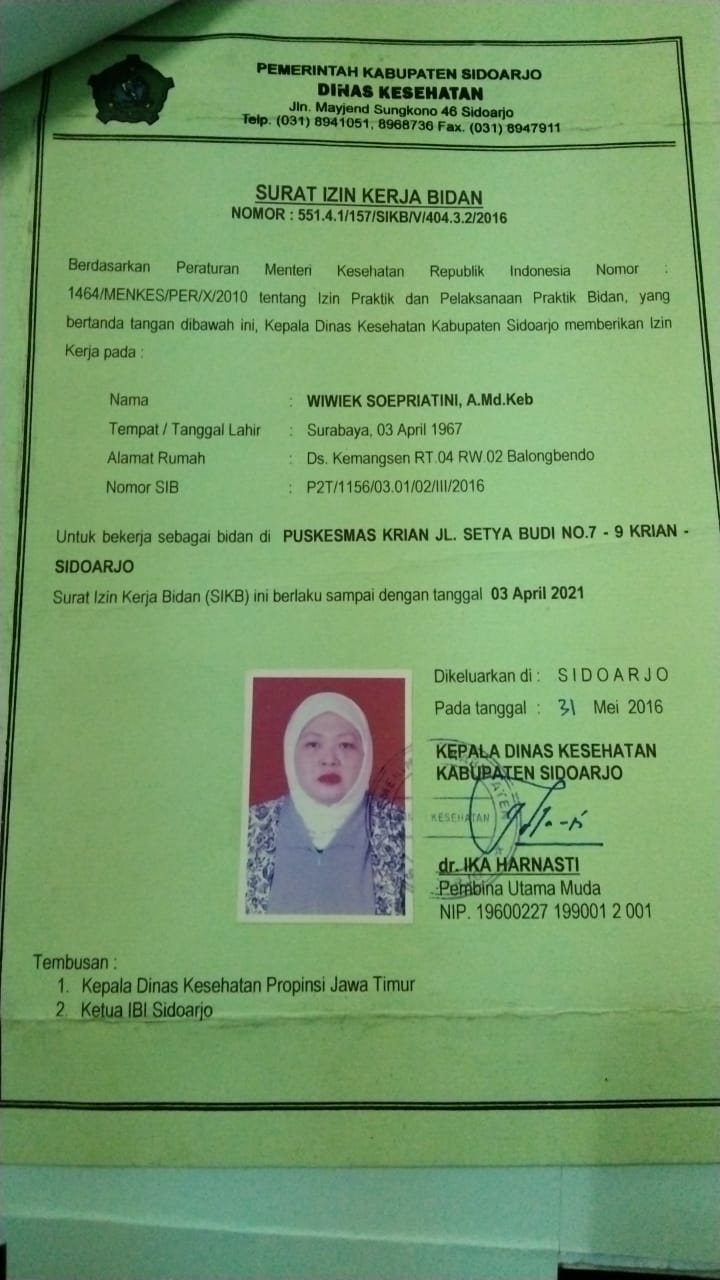 PEMERINTAH KABUPATEN SIDOARJO
DINAS KESEHATAN
Jln. Mayjend Sungkono 46 Sidoarjo
Telp. (031) 8941051, 8968736 Fax. (031) 8947911
SURAT IZIN KERJA BIDAN
NOMOR : 551.4.1/157/SIKB/V/404.3.2/2016
Berdasarkan Peraturan Menteri Kesehatan Republik Indonesia Nomor :
1464/MENKES/PER/X/2010 tentang Izin Praktik dan Pelaksanaan Praktik Bidan, yang
bertanda tangan dibawah ini, Kepala Dinas Kesehatan Kabupaten Sidoarjo memberikan Izin
Kerja pada :
Nama : WIWIEK SOEPRIATINI, A.Md.Keb
Tempat / Tanggal Lahir : Surabaya, 03 April 1967
Alamat Rumah : Ds. Kemangsen RT.04 RW.02 Balongbendo
Nomor SIB : P2T/1156/03.01/02/III/2016
Untuk bekerja sebagai bidan di PUSKESMAS KRIAN JL. SETYA BUDI NO.7 - 9 KRIAN -
SIDOARJO
Surat Izin Kerja Bidan (SIKB) ini berlaku sampai dengan tanggal 03 April 2021
Dikeluarkan di : SIDOARJO
Pada tanggal : 31 Mei 2016
KEPALA DINAS KESEHATAN
KABUPATEN SIDOARJO
KESEHATAN
dr. IKA HARNASTI
Pembina Utama Muda
NIP. 19600227 199001 2 001
Tembusan :
1. Kepala Dinas Kesehatan Propinsi Jawa Timur
2. Ketua IBI Sidoarjo